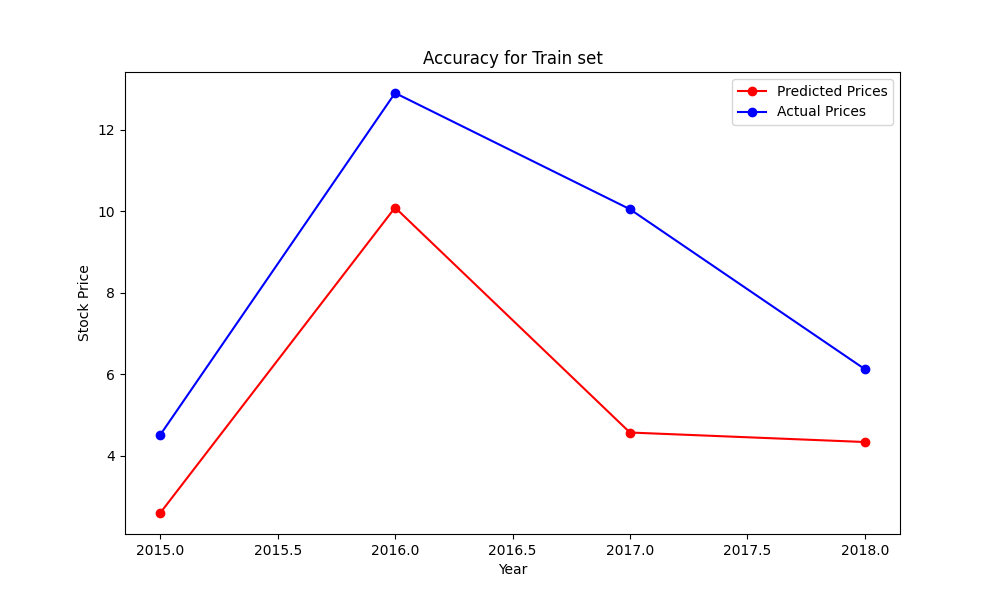 Accuracy for Train set
Predicted Prices
Actual Prices
12
10
8
6
4
Stock Price
2015.0 2015.5 2016.0 2016.5 2017.0 2017.5 2018.0
Year